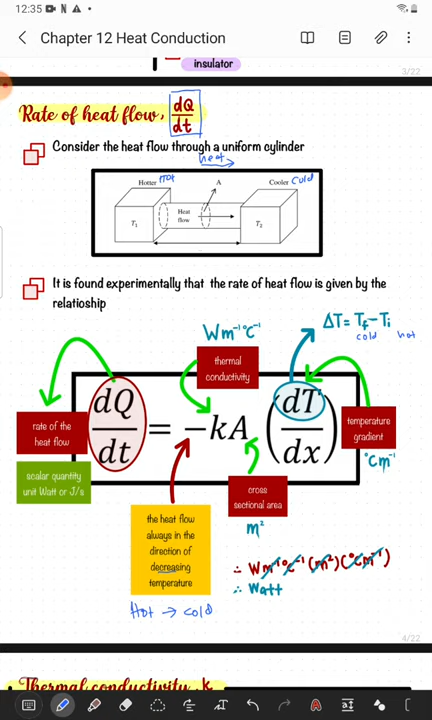 12:35
Chapter 12 Heat Conduction
insulator
3/22
Rate of heat flow, dQ/dt
Consider the heat flow through a uniform cylinder
heat
Hotter Hot
A
Cooler Cold
T₁
Heat
flow
T₂
It is found experimentally that the rate of heat flow is given by the
relatioship
Wm⁻¹°C⁻¹
ΔT = Tf - Ti
cold hot
thermal
conductivity
dQ/dt = -kA (dT/dx)
rate of the
heat flow
temperature
gradient
°Cm⁻¹
scalar quantity
unit Watt or J/s
cross
sectional area
m²
the heat flow
always in the
direction of
decreasing
temperature
∴ Wm⁻¹°C⁻¹ (m²) (°Cm⁻¹)
∴ Watt
Hot → cold
4/22
Thermal conductivity, k